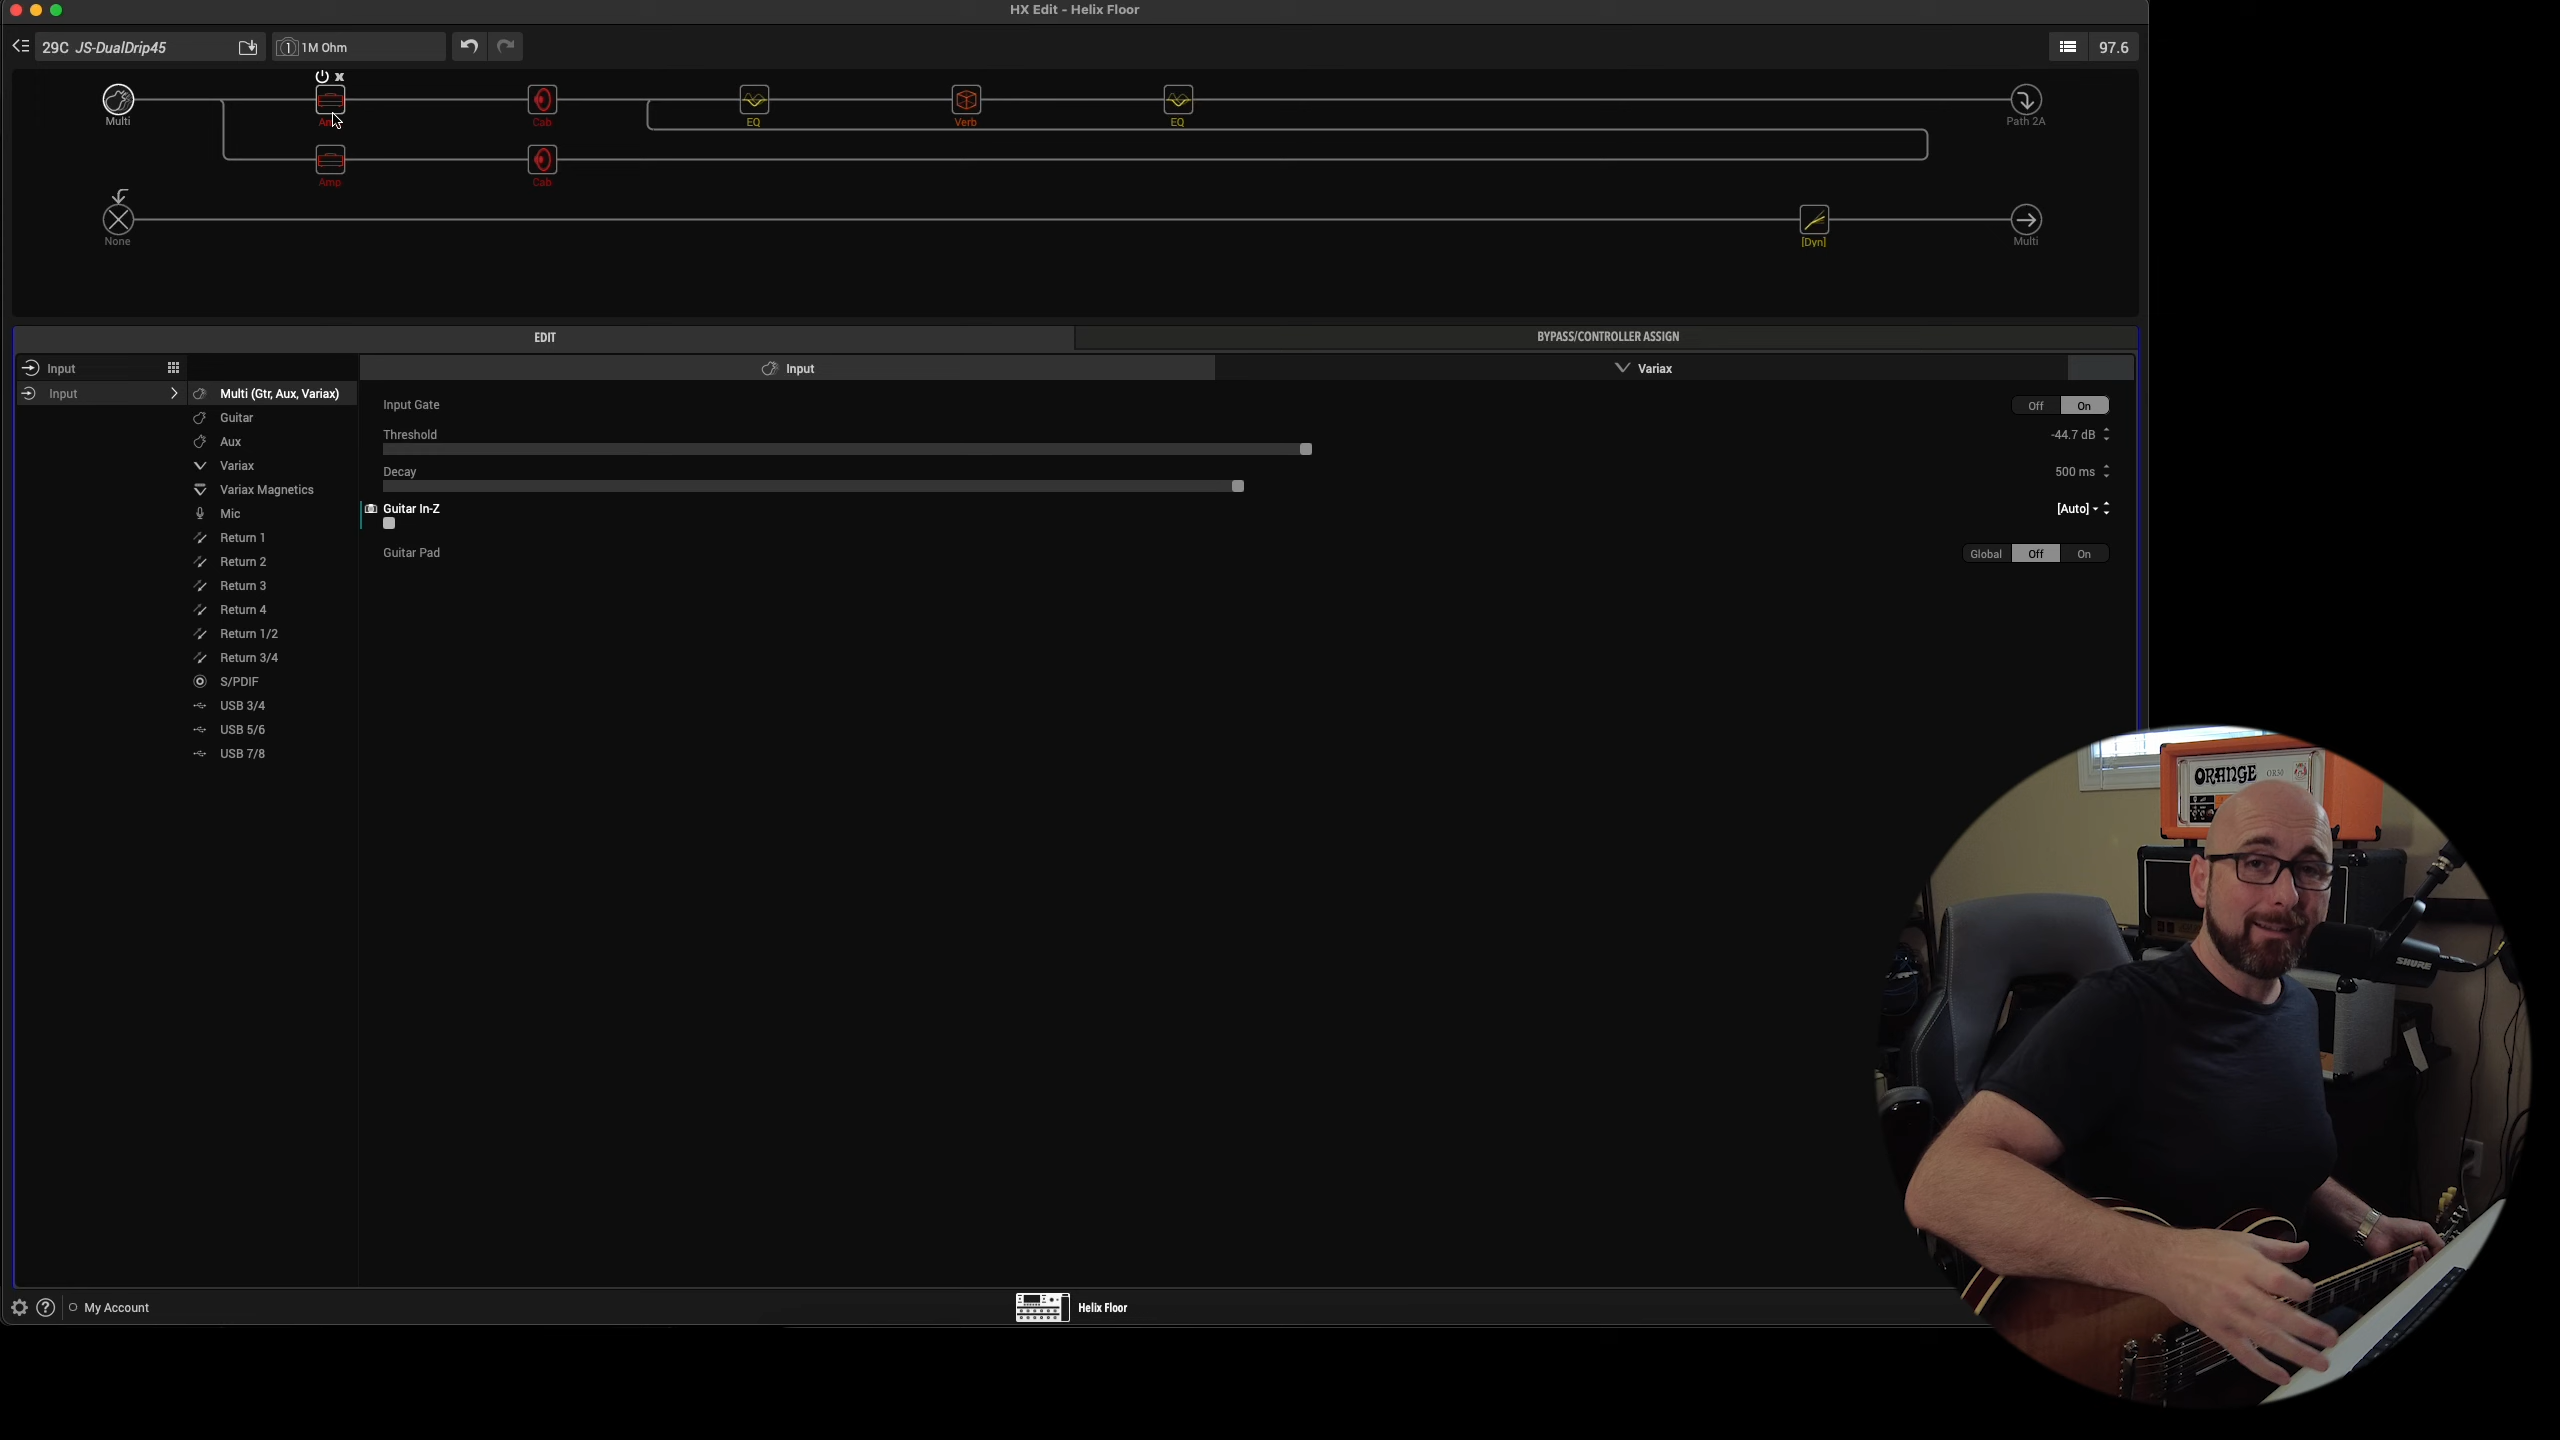 HX Edit - Helix Floor
29C JS-DualDrip45
1 1M Ohm
97.6
Multi
Cab
EQ
Verb
EQ
Path 2A
Amp
Cab
None
[Dyn]
Multi
EDIT
BYPASS/CONTROLLER ASSIGN
Input
Input
Variax
Input
Multi (Gtr, Aux, Variax)
Guitar
Aux
Variax
Variax Magnetics
Mic
Return 1
Return 2
Return 3
Return 4
Return 1/2
Return 3/4
S/PDIF
USB 3/4
USB 5/6
USB 7/8
Input Gate
Off On
Threshold
-44.7 dB
Decay
500 ms
Guitar In-Z
[Auto]
Guitar Pad
Global Off On
ORANGE OR30
SHURE
My Account
Helix Floor